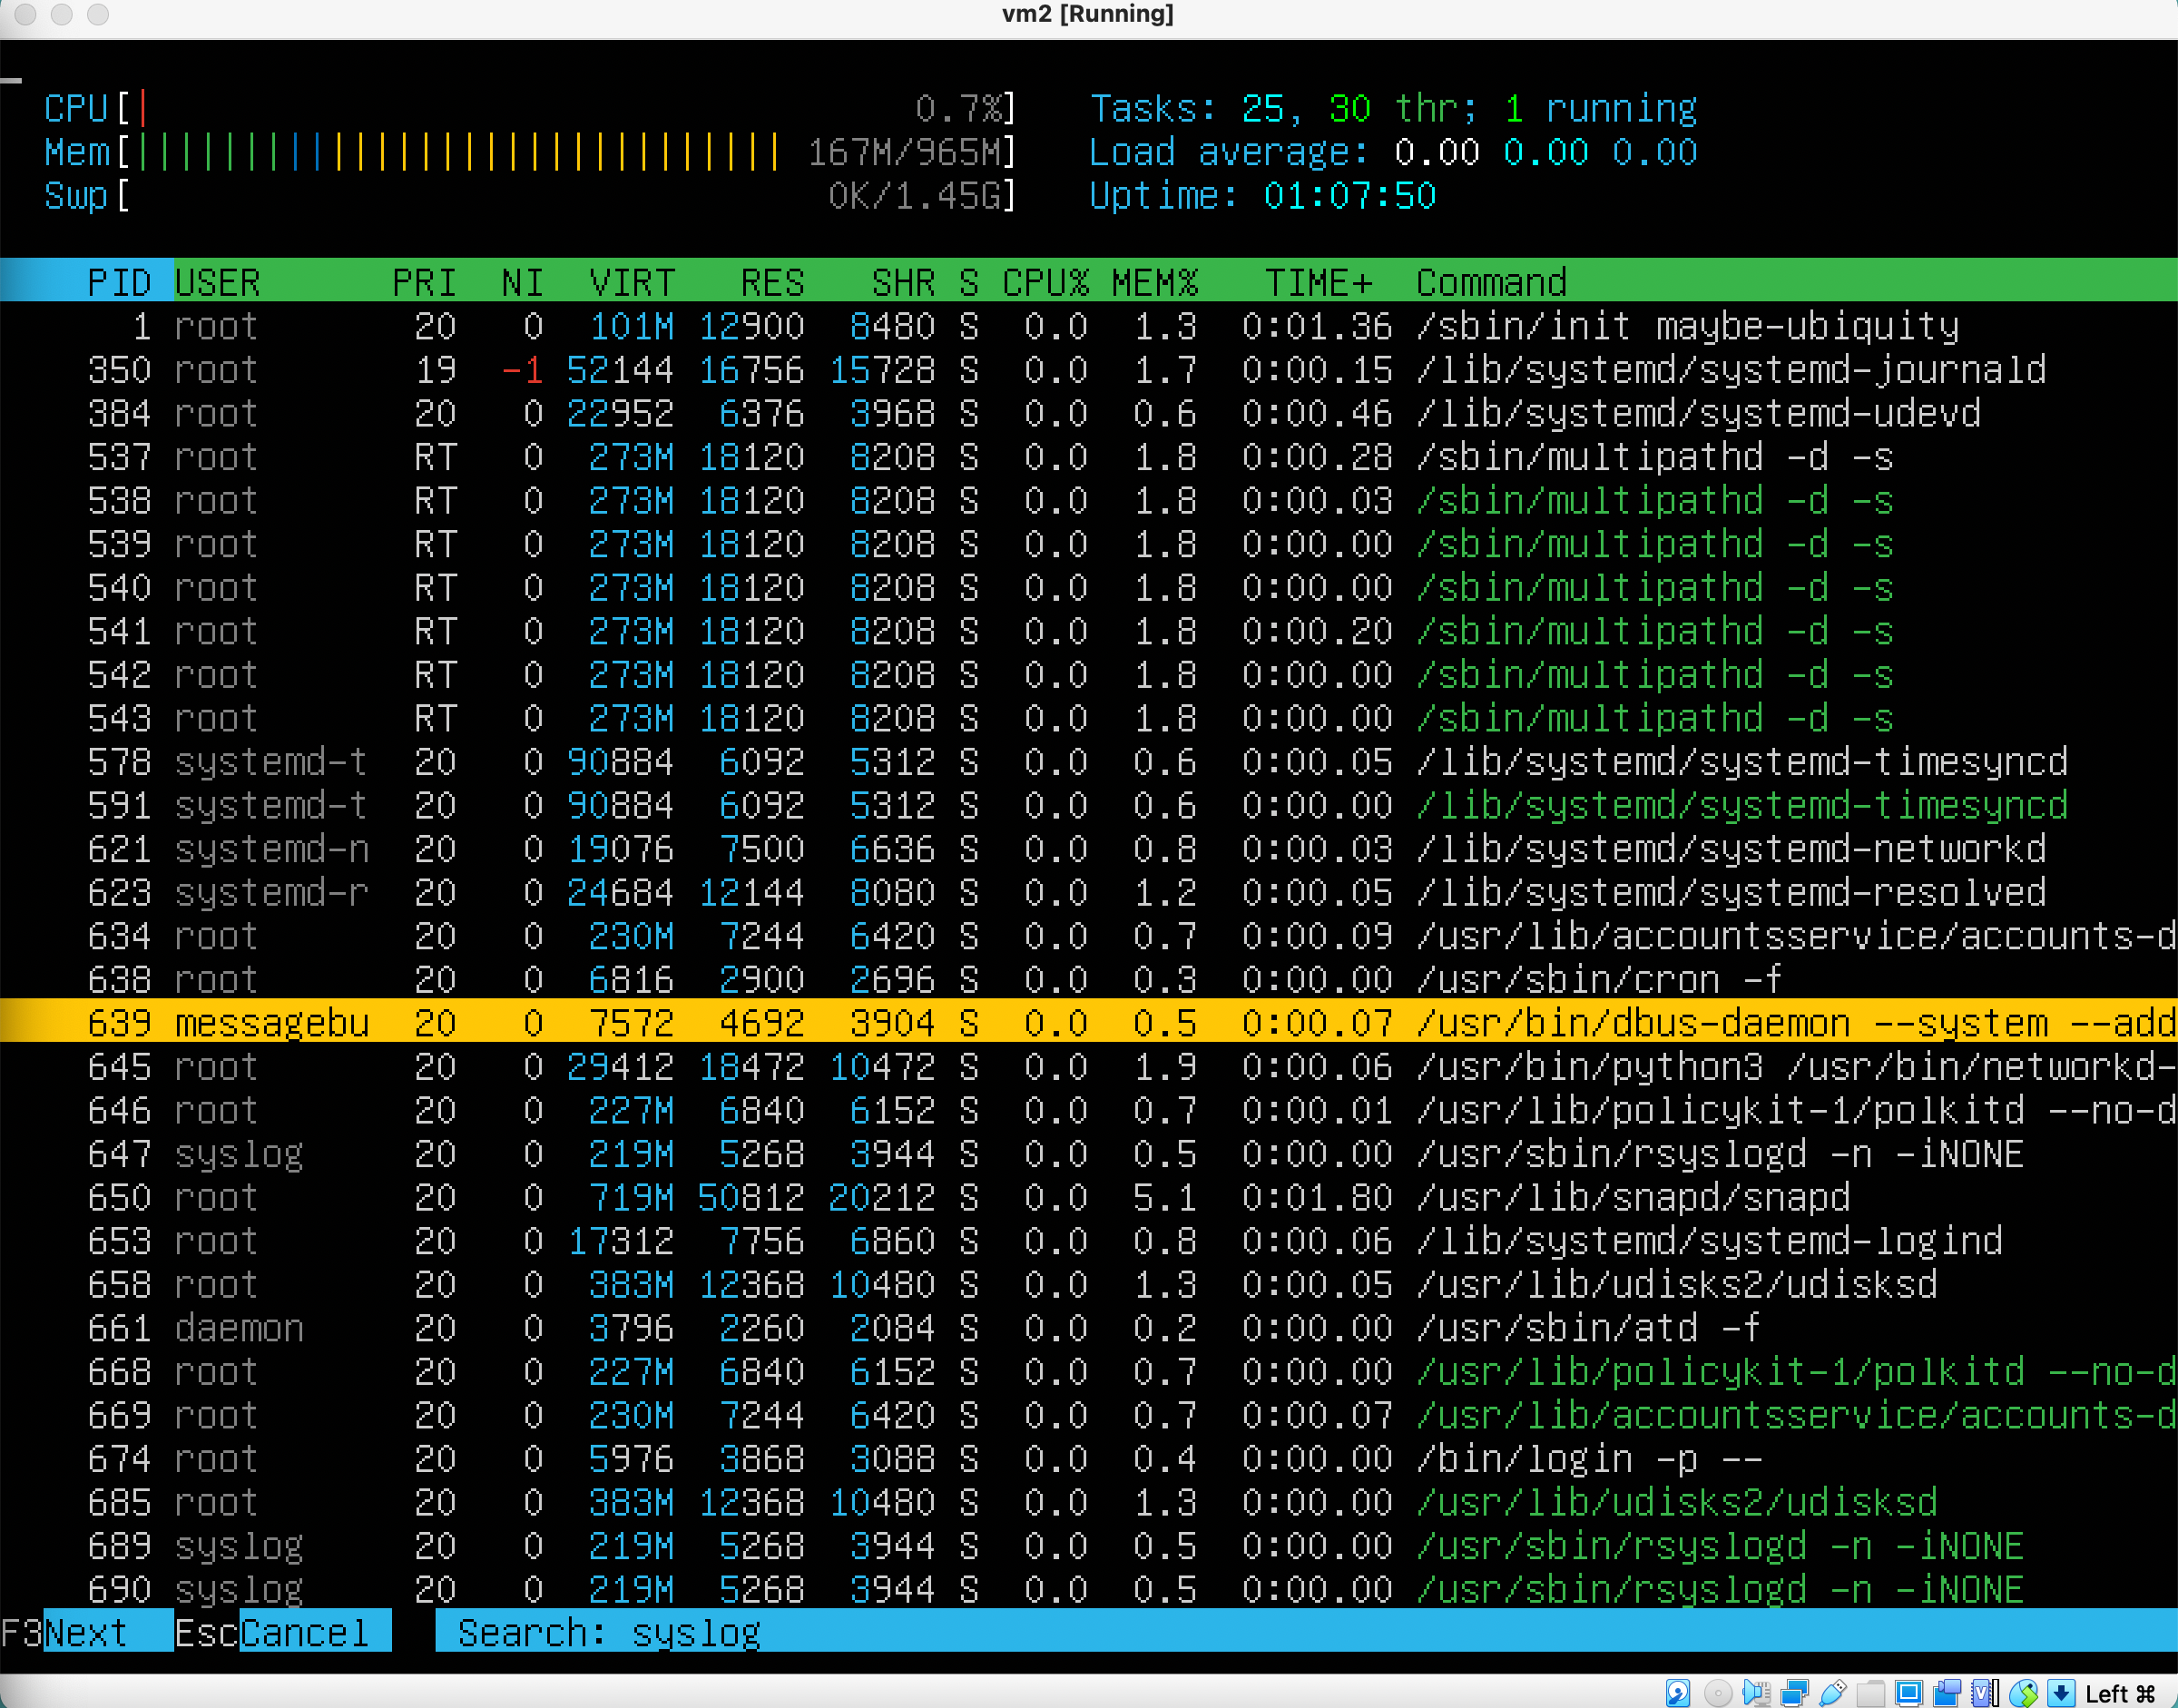 vm2 [Running]
CPU[| 0.7%] Tasks: 25, 30 thr; 1 running
Mem[|||||||||||||||||||||||||||||| 167M/965M] Load average: 0.00 0.00 0.00
Swp[ 0K/1.45G] Uptime: 01:07:50
PID USER PRI NI VIRT RES SHR S CPU% MEM% TIME+ Command
1 root 20 0 101M 12900 8480 S 0.0 1.3 0:01.36 /sbin/init maybe-ubiquity
350 root 19 -1 52144 16756 15728 S 0.0 1.7 0:00.15 /lib/systemd/systemd-journald
384 root 20 0 22952 6376 3968 S 0.0 0.6 0:00.46 /lib/systemd/systemd-udevd
537 root RT 0 273M 18120 8208 S 0.0 1.8 0:00.28 /sbin/multipathd -d -s
538 root RT 0 273M 18120 8208 S 0.0 1.8 0:00.03 /sbin/multipathd -d -s
539 root RT 0 273M 18120 8208 S 0.0 1.8 0:00.00 /sbin/multipathd -d -s
540 root RT 0 273M 18120 8208 S 0.0 1.8 0:00.00 /sbin/multipathd -d -s
541 root RT 0 273M 18120 8208 S 0.0 1.8 0:00.20 /sbin/multipathd -d -s
542 root RT 0 273M 18120 8208 S 0.0 1.8 0:00.00 /sbin/multipathd -d -s
543 root RT 0 273M 18120 8208 S 0.0 1.8 0:00.00 /sbin/multipathd -d -s
578 systemd-t 20 0 90884 6092 5312 S 0.0 0.6 0:00.05 /lib/systemd/systemd-timesyncd
591 systemd-t 20 0 90884 6092 5312 S 0.0 0.6 0:00.00 /lib/systemd/systemd-timesyncd
621 systemd-n 20 0 19076 7500 6636 S 0.0 0.8 0:00.03 /lib/systemd/systemd-networkd
623 systemd-r 20 0 24684 12144 8080 S 0.0 1.2 0:00.05 /lib/systemd/systemd-resolved
634 root 20 0 230M 7244 6420 S 0.0 0.7 0:00.09 /usr/lib/accountsservice/accounts-d
638 root 20 0 6816 2900 2696 S 0.0 0.3 0:00.00 /usr/sbin/cron -f
639 messagebu 20 0 7572 4692 3904 S 0.0 0.5 0:00.07 /usr/bin/dbus-daemon --system --add
645 root 20 0 29412 18472 10472 S 0.0 1.9 0:00.06 /usr/bin/python3 /usr/bin/networkd-
646 root 20 0 227M 6840 6152 S 0.0 0.7 0:00.01 /usr/lib/policykit-1/polkitd --no-d
647 syslog 20 0 219M 5268 3944 S 0.0 0.5 0:00.00 /usr/sbin/rsyslogd -n -iNONE
650 root 20 0 719M 50812 20212 S 0.0 5.1 0:01.80 /usr/lib/snapd/snapd
653 root 20 0 17312 7756 6860 S 0.0 0.8 0:00.06 /lib/systemd/systemd-logind
658 root 20 0 383M 12368 10480 S 0.0 1.3 0:00.05 /usr/lib/udisks2/udisksd
661 daemon 20 0 3796 2260 2084 S 0.0 0.2 0:00.00 /usr/sbin/atd -f
668 root 20 0 227M 6840 6152 S 0.0 0.7 0:00.00 /usr/lib/policykit-1/polkitd --no-d
669 root 20 0 230M 7244 6420 S 0.0 0.7 0:00.07 /usr/lib/accountsservice/accounts-d
674 root 20 0 5976 3868 3088 S 0.0 0.4 0:00.00 /bin/login -p --
685 root 20 0 383M 12368 10480 S 0.0 1.3 0:00.00 /usr/lib/udisks2/udisksd
689 syslog 20 0 219M 5268 3944 S 0.0 0.5 0:00.00 /usr/sbin/rsyslogd -n -iNONE
690 syslog 20 0 219M 5268 3944 S 0.0 0.5 0:00.00 /usr/sbin/rsyslogd -n -iNONE
F3Next EscCancel Search: syslog
Left ⌘